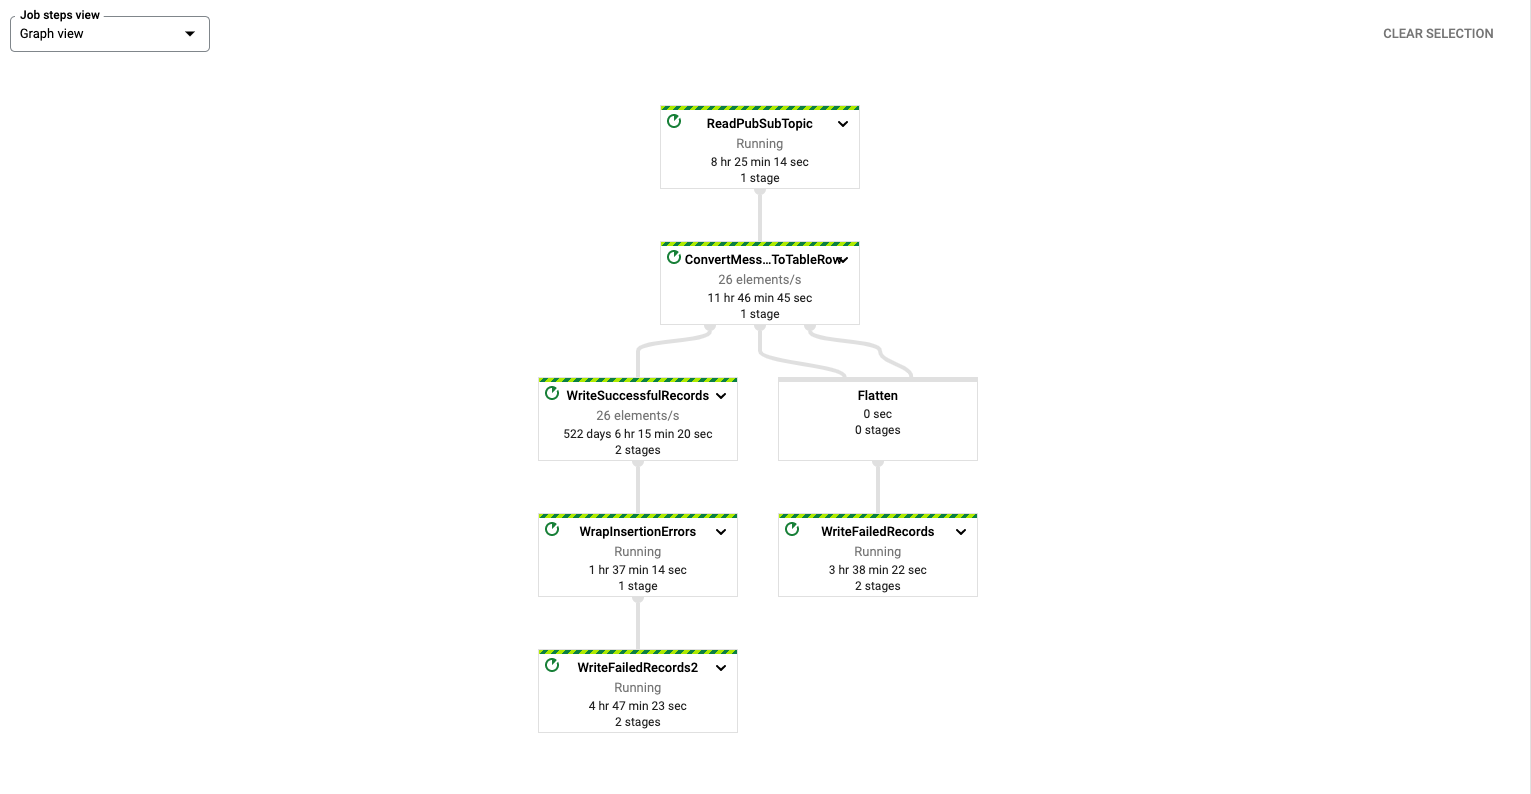 Job steps view
Graph view
CLEAR SELECTION
ReadPubSubTopic
Running
8 hr 25 min 14 sec
1 stage
ConvertMess...ToTableRow
26 elements/s
11 hr 46 min 45 sec
1 stage
WriteSuccessfulRecords
26 elements/s
522 days 6 hr 15 min 20 sec
2 stages
Flatten
0 sec
0 stages
WrapInsertionErrors
Running
1 hr 37 min 14 sec
1 stage
WriteFailedRecords
Running
3 hr 38 min 22 sec
2 stages
WriteFailedRecords2
Running
4 hr 47 min 23 sec
2 stages